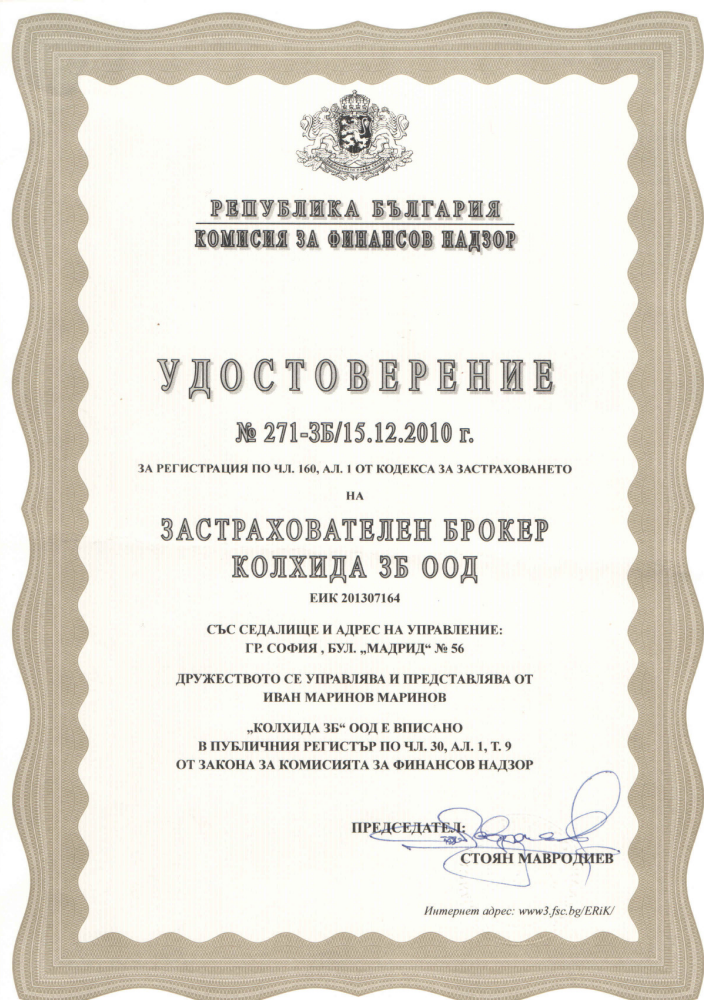 РЕПУБЛИКА БЪЛГАРИЯ
КОМИСИЯ ЗА ФИНАНСОВ НАДЗОР
УДОСТОВЕРЕНИЕ
№ 271-ЗБ/15.12.2010 г.
ЗА РЕГИСТРАЦИЯ ПО ЧЛ. 160, АЛ. 1 ОТ КОДЕКСА ЗА ЗАСТРАХОВАНЕТО
НА
ЗАСТРАХОВАТЕЛЕН БРОКЕР
КОЛХИДА ЗБ ООД
ЕИК 201307164
СЪС СЕДАЛИЩЕ И АДРЕС НА УПРАВЛЕНИЕ:
ГР. СОФИЯ , БУЛ. „МАДРИД“ № 56
ДРУЖЕСТВОТО СЕ УПРАВЛЯВА И ПРЕДСТАВЛЯВА ОТ
ИВАН МАРИНОВ МАРИНОВ
„КОЛХИДА ЗБ“ ООД Е ВПИСАНО
В ПУБЛИЧНИЯ РЕГИСТЪР ПО ЧЛ. 30, АЛ. 1, Т. 9
ОТ ЗАКОНА ЗА КОМИСИЯТА ЗА ФИНАНСОВ НАДЗОР
ПРЕДСЕДАТЕЛ:
СТОЯН МАВРОДИЕВ
Интернет адрес: www3.fsc.bg/ERiK/